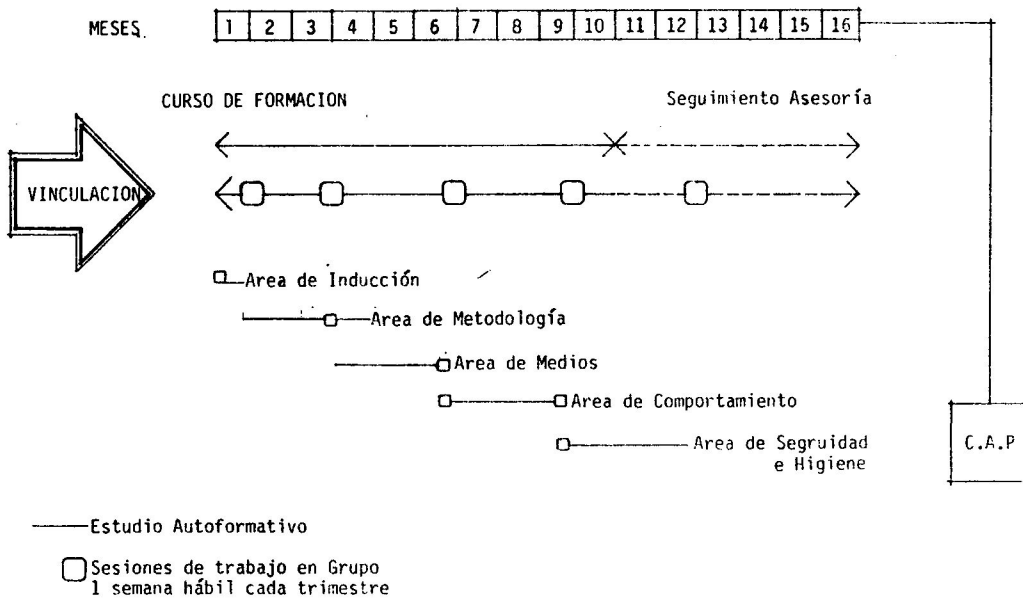 MESES.
1 2 3 4 5 6 7 8 9 10 11 12 13 14 15 16
CURSO DE FORMACION
Seguimiento Asesoría
VINCULACION
Area de Inducción
Area de Metodología
Area de Medios
Area de Comportamiento
Area de Segruidad
e Higiene
C.A.P
Estudio Autoformativo
Sesiones de trabajo en Grupo
1 semana hábil cada trimestre